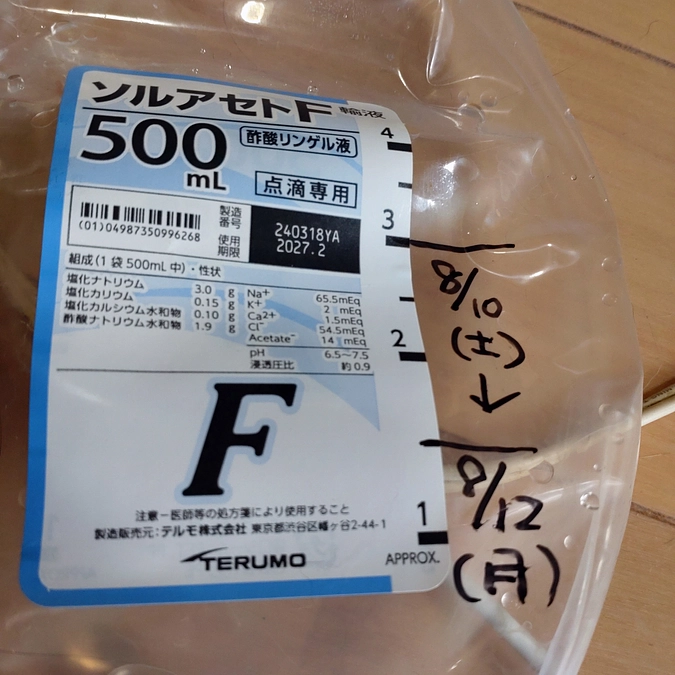 ソルアセトF 輸液
500mL
酢酸リンゲル液
点滴専用
(01)04987350996268
製造番号 240318YA
使用期限 2027.2
組成(1袋500mL中)・性状
塩化ナトリウム 3.0 g
塩化カリウム 0.15 g
塩化カルシウム水和物 0.10 g
酢酸ナトリウム水和物 1.9 g
Na⁺ 65.5mEq
K⁺ 2 mEq
Ca²⁺ 1.5mEq
Cl⁻ 54.5mEq
Acetate⁻ 14 mEq
pH 6.5～7.5
浸透圧比 約0.9
F
注意－医師等の処方箋により使用すること
製造販売元：テルモ株式会社 東京都渋谷区幡ヶ谷2-44-1
TERUMO
4
3
2
1
APPROX.
8/10
(土)
8/12
(月)